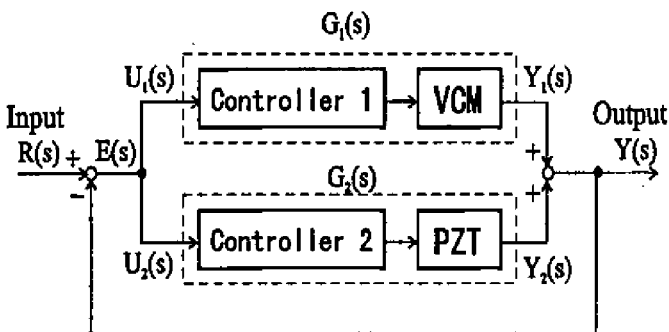 G₁(s)
U₁(s)
Controller 1
VCM
Y₁(s)
Input
R(s)
+
E(s)
−
+
+
Output
Y(s)
G₂(s)
Controller 2
PZT
U₂(s)
Y₂(s)